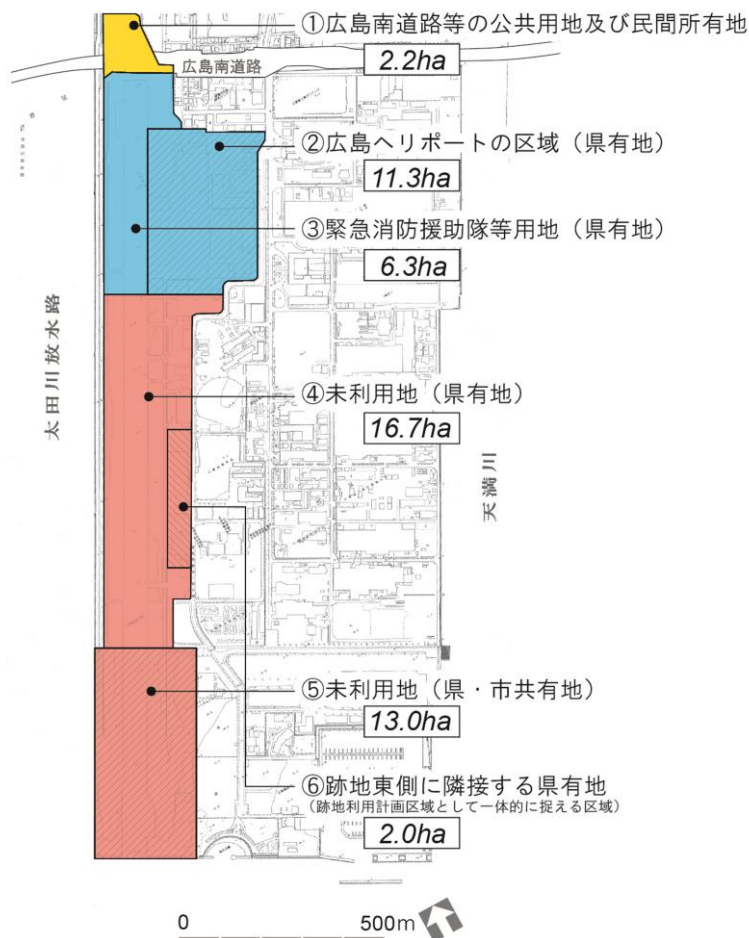 ①広島南道路等の公共用地及び民間所有地
2.2ha
広島南道路
②広島ヘリポートの区域（県有地）
11.3ha
③緊急消防援助隊等用地（県有地）
6.3ha
太田川放水路
④未利用地（県有地）
16.7ha
天満川
⑤未利用地（県・市共有地）
13.0ha
⑥跡地東側に隣接する県有地
（跡地利用計画区域として一体的に捉える区域）
2.0ha
0 500m